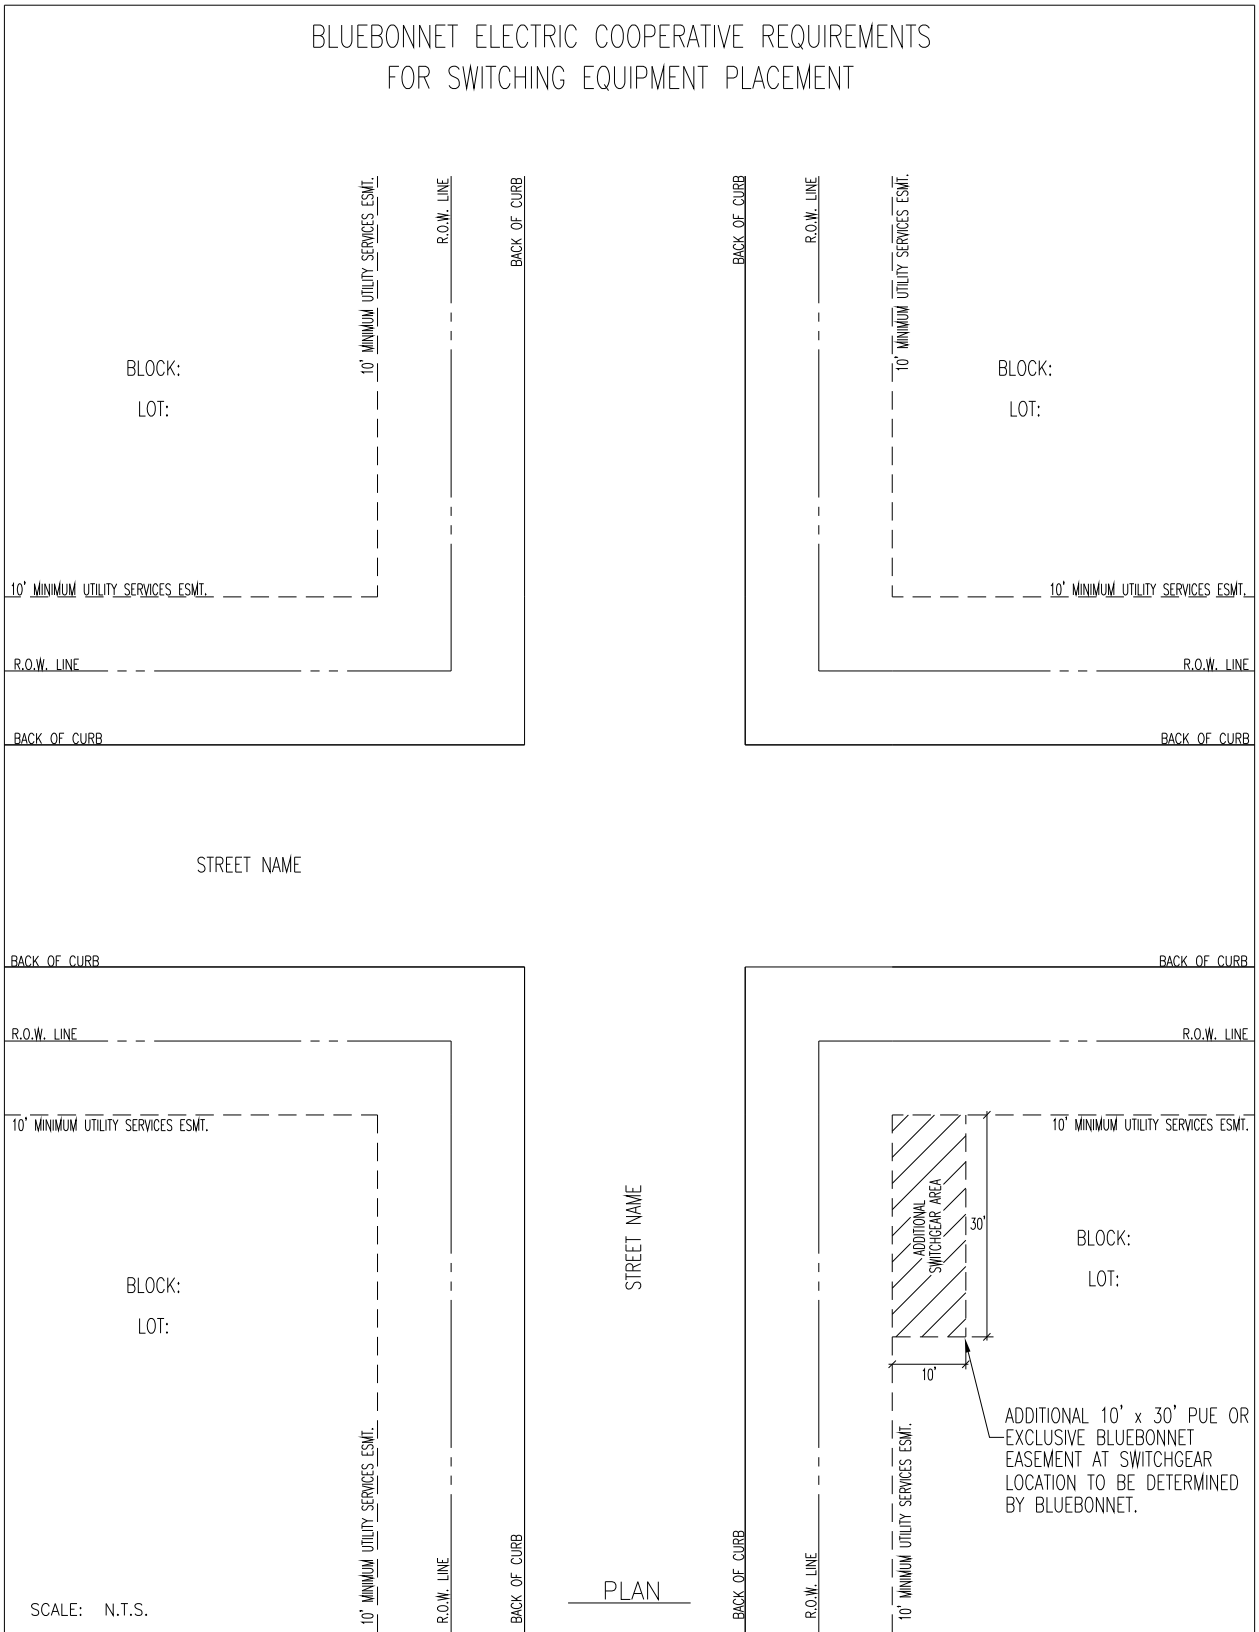 BLUEBONNET ELECTRIC COOPERATIVE REQUIREMENTS
FOR SWITCHING EQUIPMENT PLACEMENT
10' MINIMUM UTILITY SERVICES ESMT.
R.O.W. LINE
BACK OF CURB
BACK OF CURB
R.O.W. LINE
10' MINIMUM UTILITY SERVICES ESMT.
BLOCK:
LOT:
BLOCK:
LOT:
10' MINIMUM UTILITY SERVICES ESMT.
10' MINIMUM UTILITY SERVICES ESMT.
R.O.W. LINE
R.O.W. LINE
BACK OF CURB
BACK OF CURB
STREET NAME
BACK OF CURB
BACK OF CURB
R.O.W. LINE
R.O.W. LINE
10' MINIMUM UTILITY SERVICES ESMT.
10' MINIMUM UTILITY SERVICES ESMT.
STREET NAME
ADDITIONAL
SWITCHGEAR AREA
30'
BLOCK:
LOT:
BLOCK:
LOT:
10'
ADDITIONAL 10' x 30' PUE OR
EXCLUSIVE BLUEBONNET
EASEMENT AT SWITCHGEAR
LOCATION TO BE DETERMINED
BY BLUEBONNET.
10' MINIMUM UTILITY SERVICES ESMT.
R.O.W. LINE
BACK OF CURB
BACK OF CURB
R.O.W. LINE
10' MINIMUM UTILITY SERVICES ESMT.
PLAN
SCALE: N.T.S.